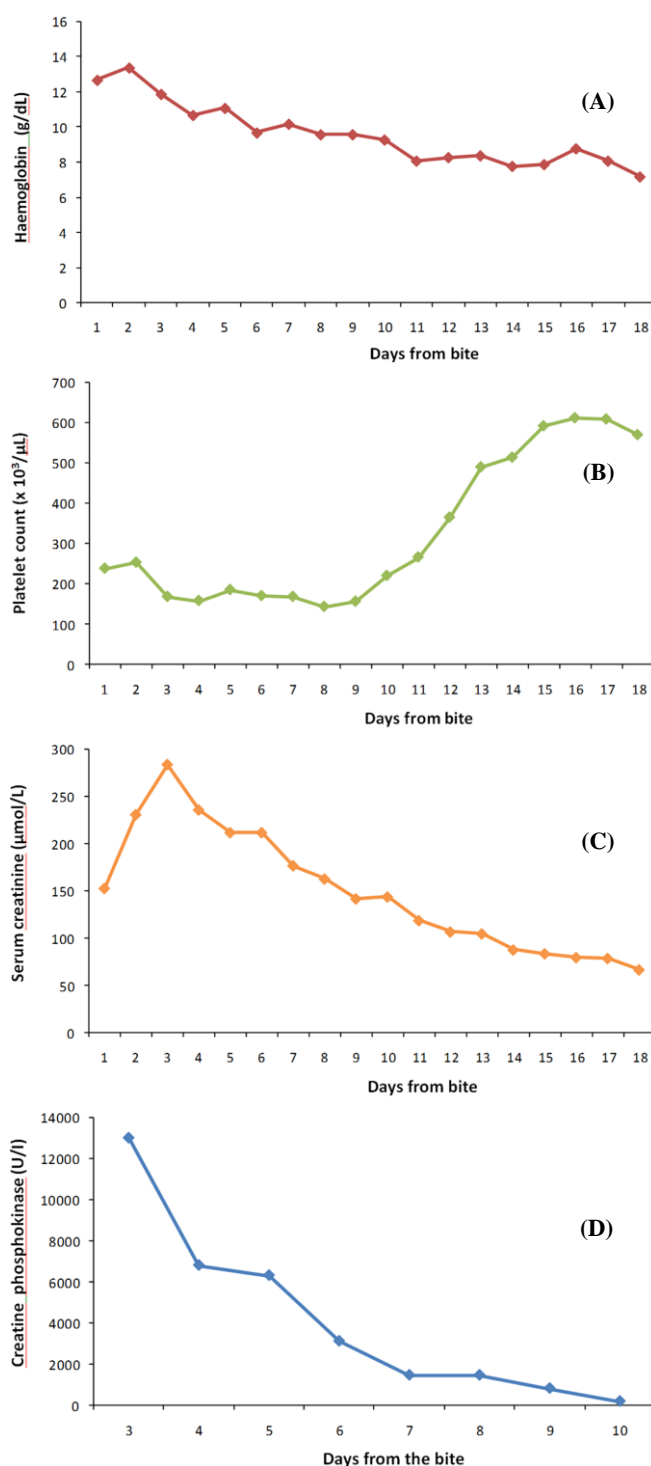 16
14
12
10
8
6
4
2
0
Haemoglobin (g/dL)
(A)
1 2 3 4 5 6 7 8 9 10 11 12 13 14 15 16 17 18
Days from bite
700
600
500
400
300
200
100
0
Platelet count (x 10³/µL)
(B)
1 2 3 4 5 6 7 8 9 10 11 12 13 14 15 16 17 18
Days from bite
300
250
200
150
100
50
0
Serum creatinine (µmol/L)
(C)
1 2 3 4 5 6 7 8 9 10 11 12 13 14 15 16 17 18
Days from bite
14000
12000
10000
8000
6000
4000
2000
0
Creatine phosphokinase (U/l)
(D)
3 4 5 6 7 8 9 10
Days from the bite